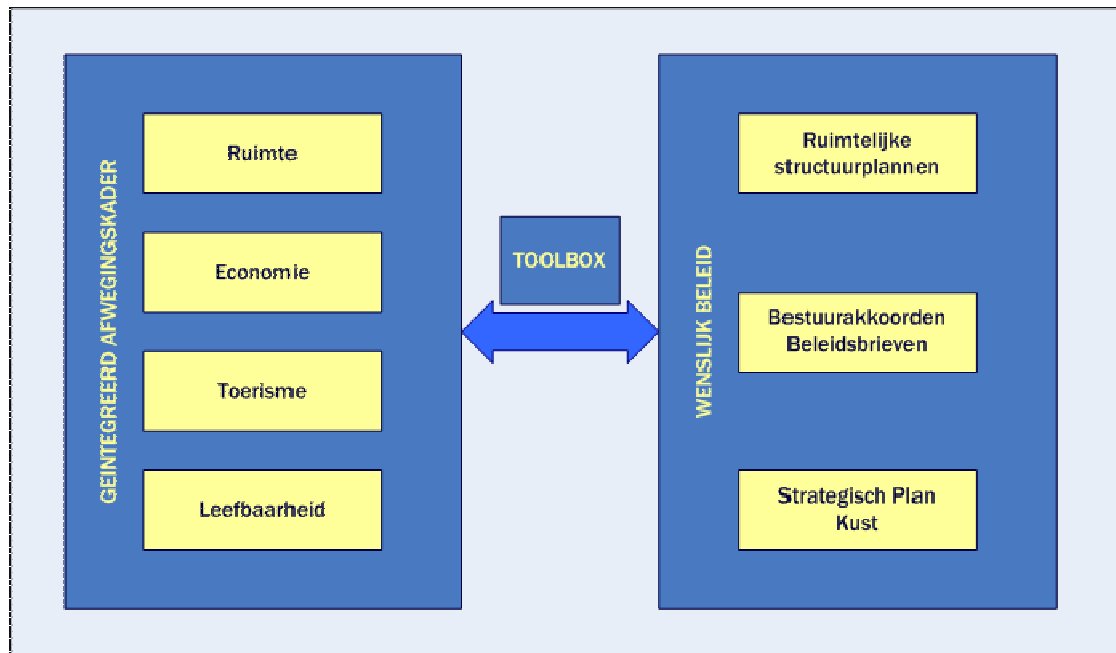 GEINTEGREERD AFWEGINGSKADER
Ruimte
Economie
Toerisme
Leefbaarheid
TOOLBOX
WENSLIJK BELEID
Ruimtelijke
structuurplannen
Bestuurakkoorden
Beleidsbrieven
Strategisch Plan
Kust